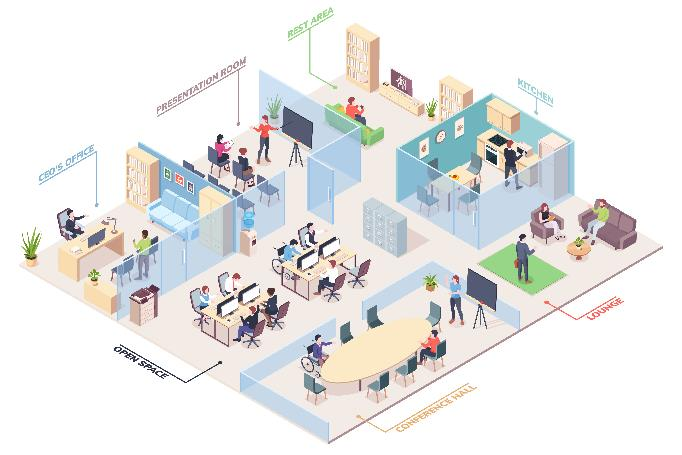 REST AREA
PRESENTATION ROOM
KITCHEN
CEO'S OFFICE
LOUNGE
OPEN SPACE
CONFERENCE HALL